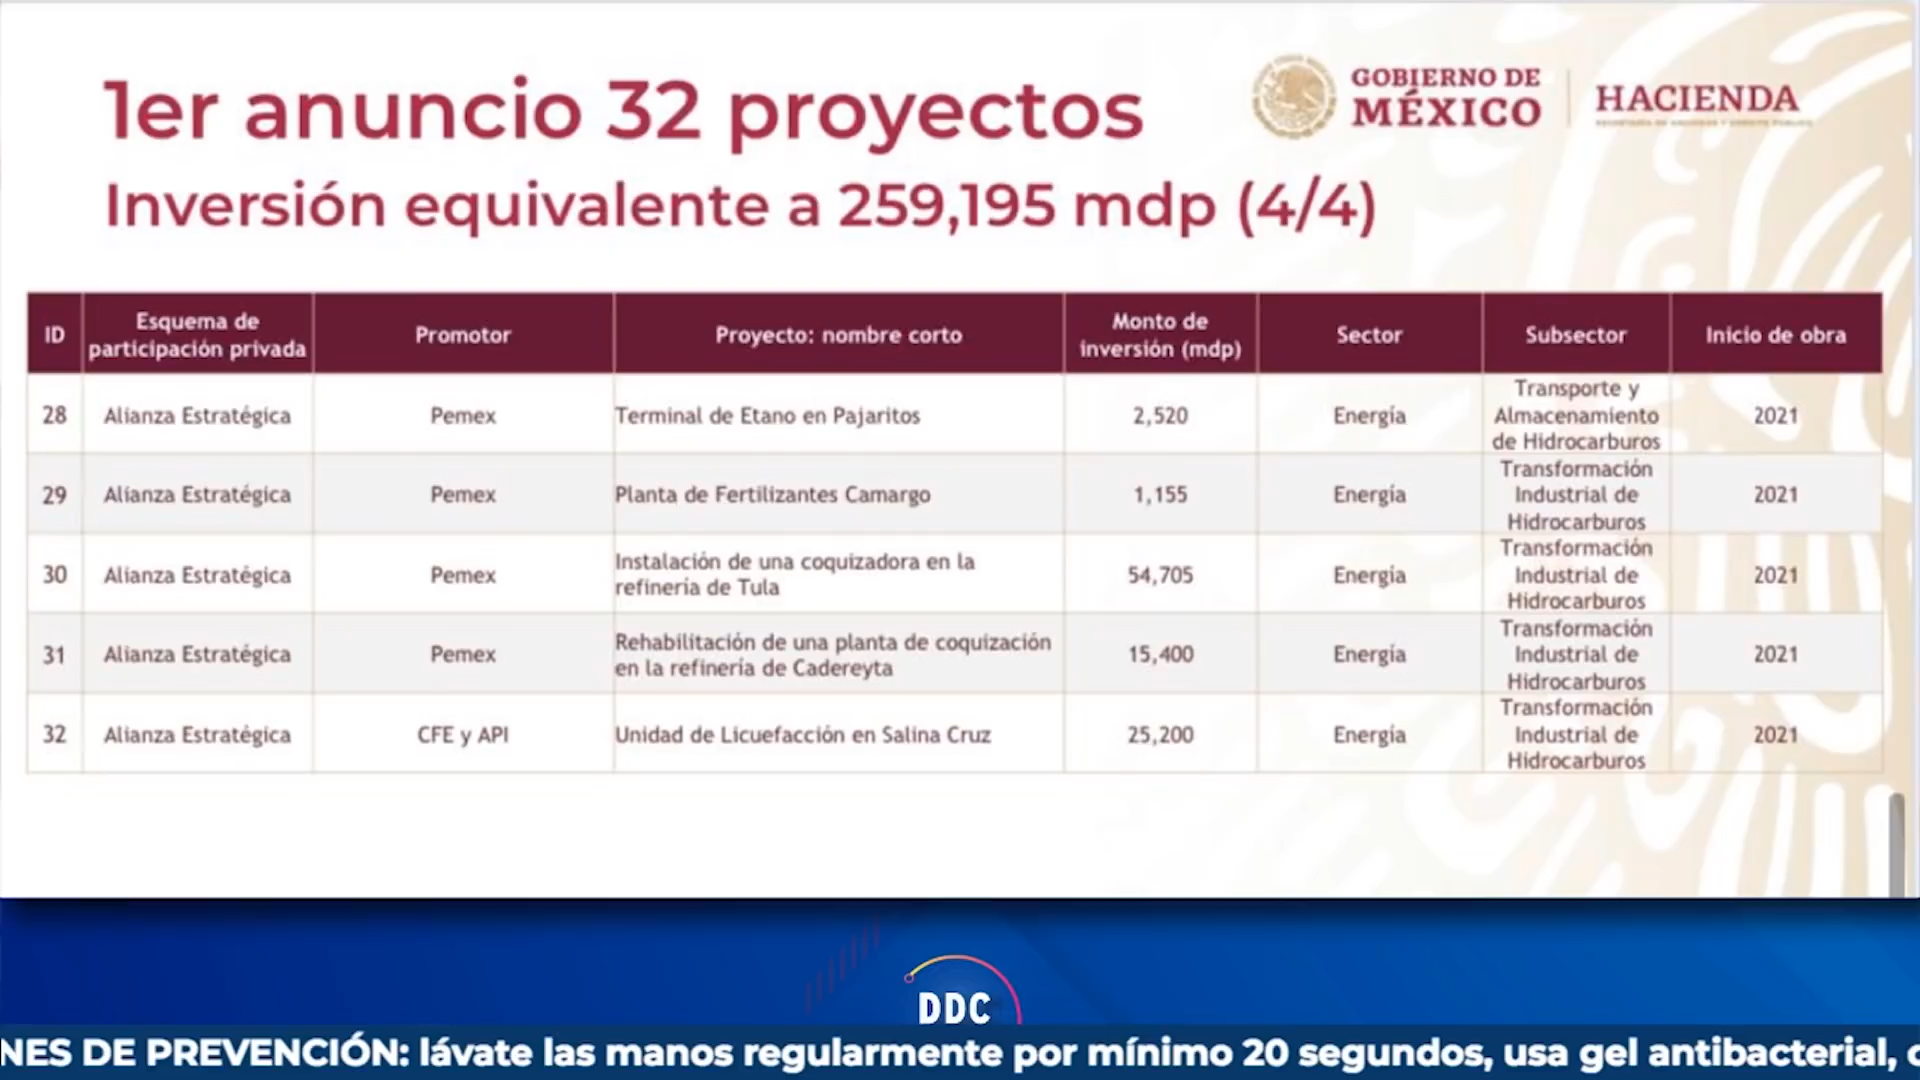 1er anuncio 32 proyectos
Inversión equivalente a 259,195 mdp (4/4)
GOBIERNO DE
MÉXICO
HACIENDA
ID
Esquema de
participación privada
Promotor
Proyecto: nombre corto
Monto de
inversión (mdp)
Sector
Subsector
Inicio de obra
28
Alianza Estratégica
Pemex
Terminal de Etano en Pajaritos
2,520
Energía
Transporte y
Almacenamiento
de Hidrocarburos
2021
29
Alianza Estratégica
Pemex
Planta de Fertilizantes Camargo
1,155
Energía
Transformación
Industrial de
Hidrocarburos
2021
30
Alianza Estratégica
Pemex
Instalación de una coquizadora en la
refinería de Tula
54,705
Energía
Transformación
Industrial de
Hidrocarburos
2021
31
Alianza Estratégica
Pemex
Rehabilitación de una planta de coquización
en la refinería de Cadereyta
15,400
Energía
Transformación
Industrial de
Hidrocarburos
2021
32
Alianza Estratégica
CFE y API
Unidad de Licuefacción en Salina Cruz
25,200
Energía
Transformación
Industrial de
Hidrocarburos
2021
DDC
NES DE PREVENCIÓN: lávate las manos regularmente por mínimo 20 segundos, usa gel antibacterial,